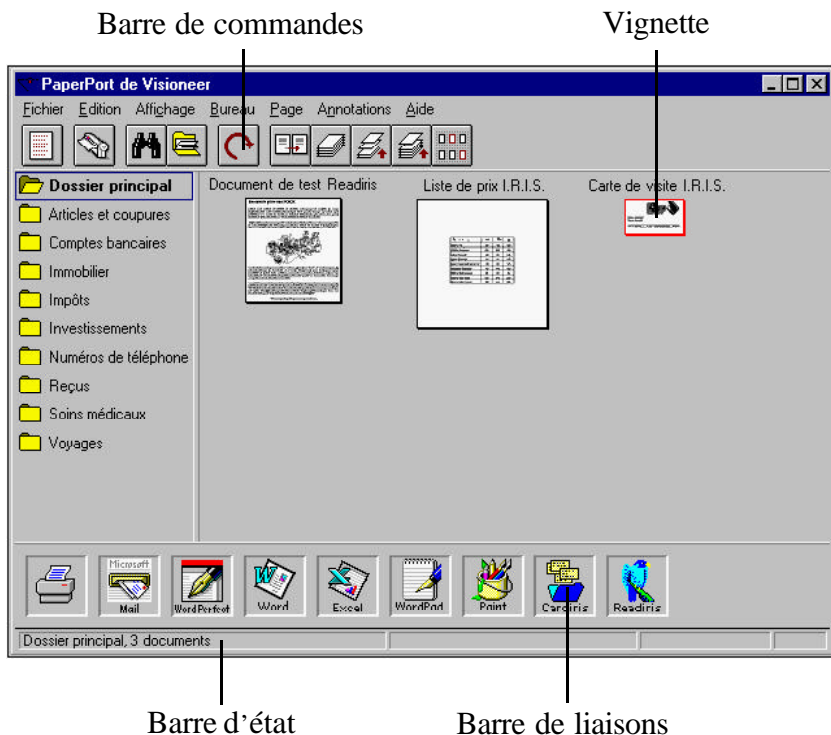 Barre de commandes
Vignette
PaperPort de Visioneer
Fichier Edition Affichage Bureau Page Annotations Aide
Dossier principal
Articles et coupures
Comptes bancaires
Immobilier
Impôts
Investissements
Numéros de téléphone
Reçus
Soins médicaux
Voyages
Document de test Readiris
Liste de prix I.R.I.S.
Carte de visite I.R.I.S.
Microsoft
Mail
WordPerfect
Word
Excel
WordPad
Paint
Cardiris
Readiris
Dossier principal, 3 documents
Barre d'état
Barre de liaisons